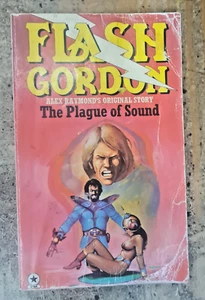 FLASH
GORDON
ALEX RAYMOND'S ORIGINAL STORY
The Plague of Sound